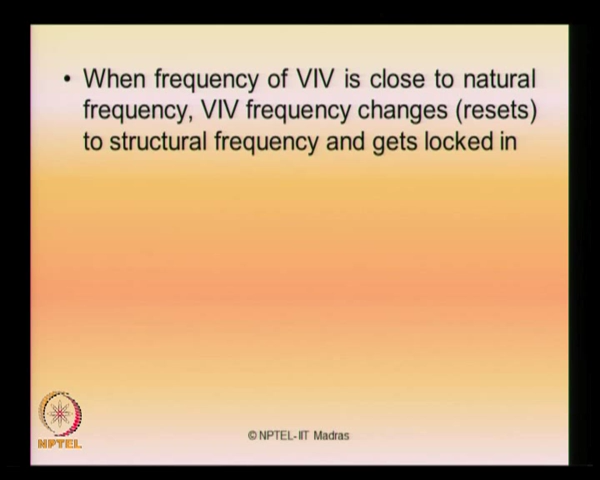 • When frequency of VIV is close to natural
frequency, VIV frequency changes (resets)
to structural frequency and gets locked in
NPTEL
© NPTEL- IIT Madras